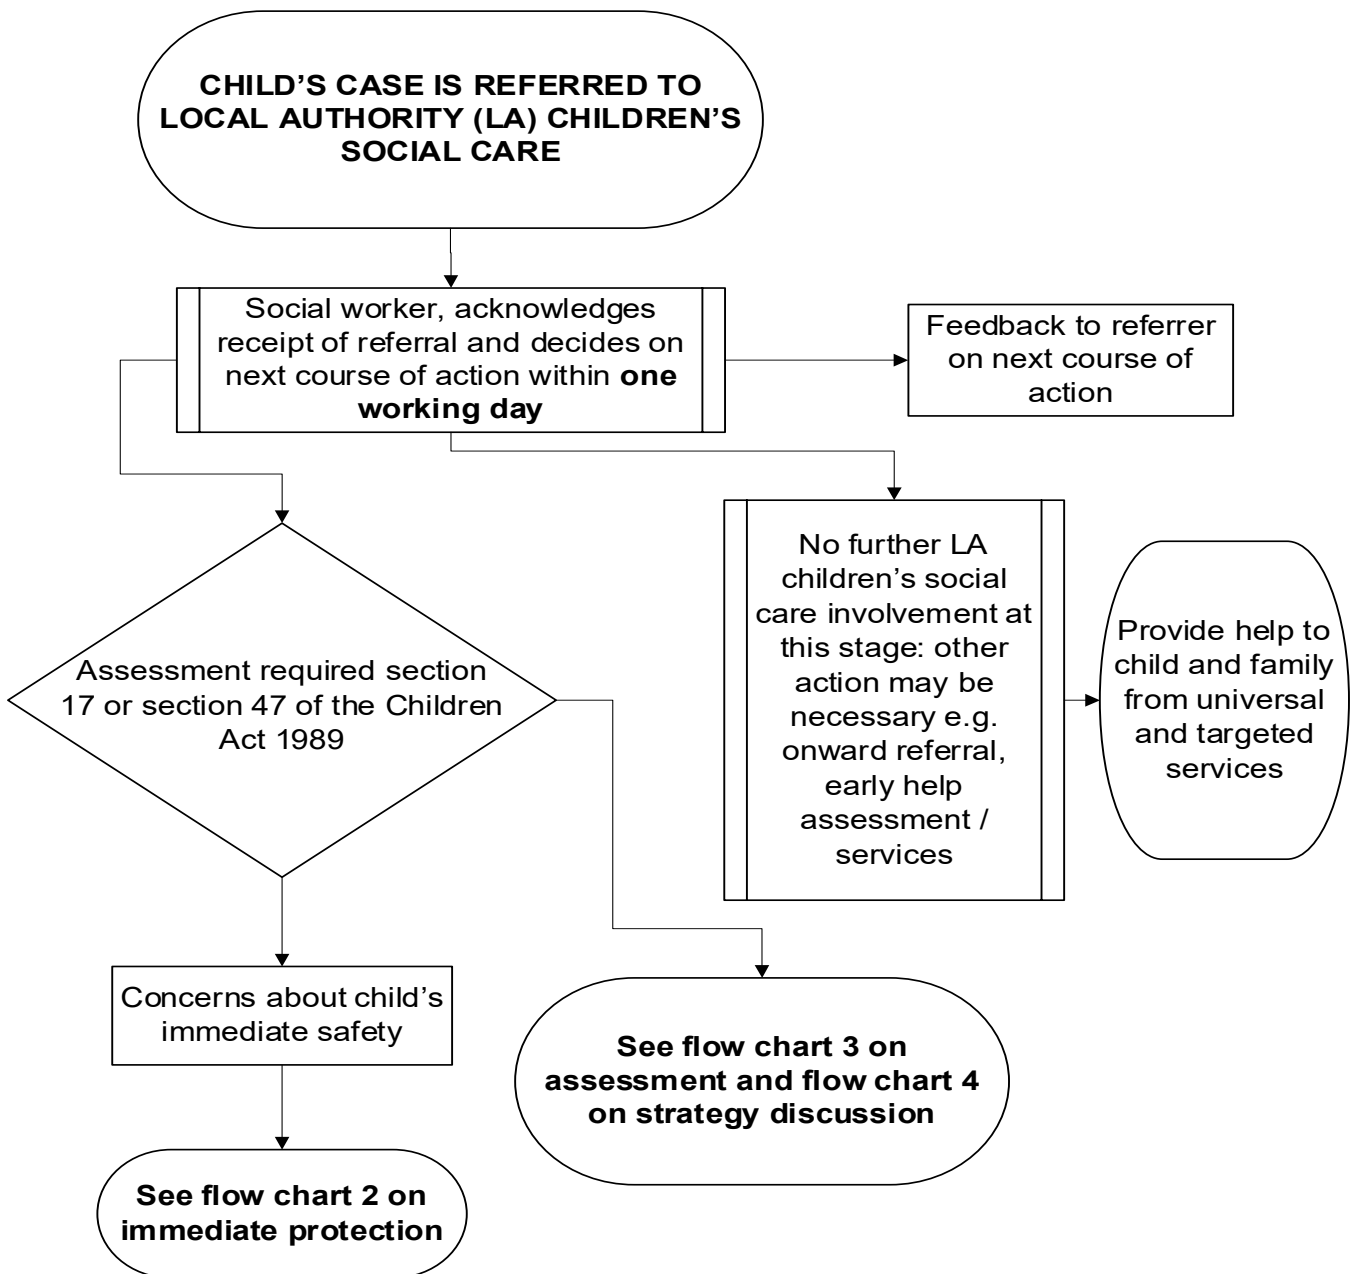 CHILD’S CASE IS REFERRED TO
LOCAL AUTHORITY (LA) CHILDREN’S
SOCIAL CARE
Social worker, acknowledges
receipt of referral and decides on
next course of action within one
working day
Feedback to referrer
on next course of
action
No further LA
children’s social
care involvement at
this stage: other
action may be
necessary e.g.
onward referral,
early help
assessment /
services
Provide help to
child and family
from universal
and targeted
services
Assessment required section
17 or section 47 of the Children
Act 1989
Concerns about child’s
immediate safety
See flow chart 3 on
assessment and flow chart 4
on strategy discussion
See flow chart 2 on
immediate protection